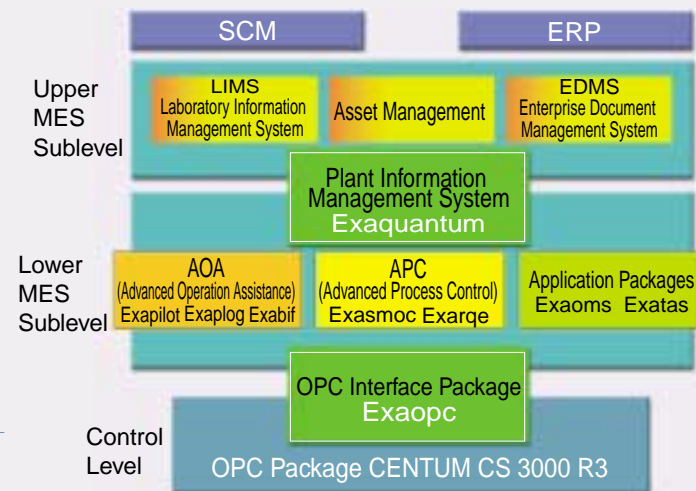 SCM
ERP
Upper
MES
Sublevel
LIMS
Laboratory Information
Management System
Asset Management
EDMS
Enterprise Document
Management System
Plant Information
Management System
Exaquantum
Lower
MES
Sublevel
AOA
(Advanced Operation Assistance)
Exapilot Exaplog Exabif
APC
(Advanced Process Control)
Exasmoc Exarqe
Application Packages
Exaoms Exatas
OPC Interface Package
Exaopc
Control
Level
OPC Package CENTUM CS 3000 R3